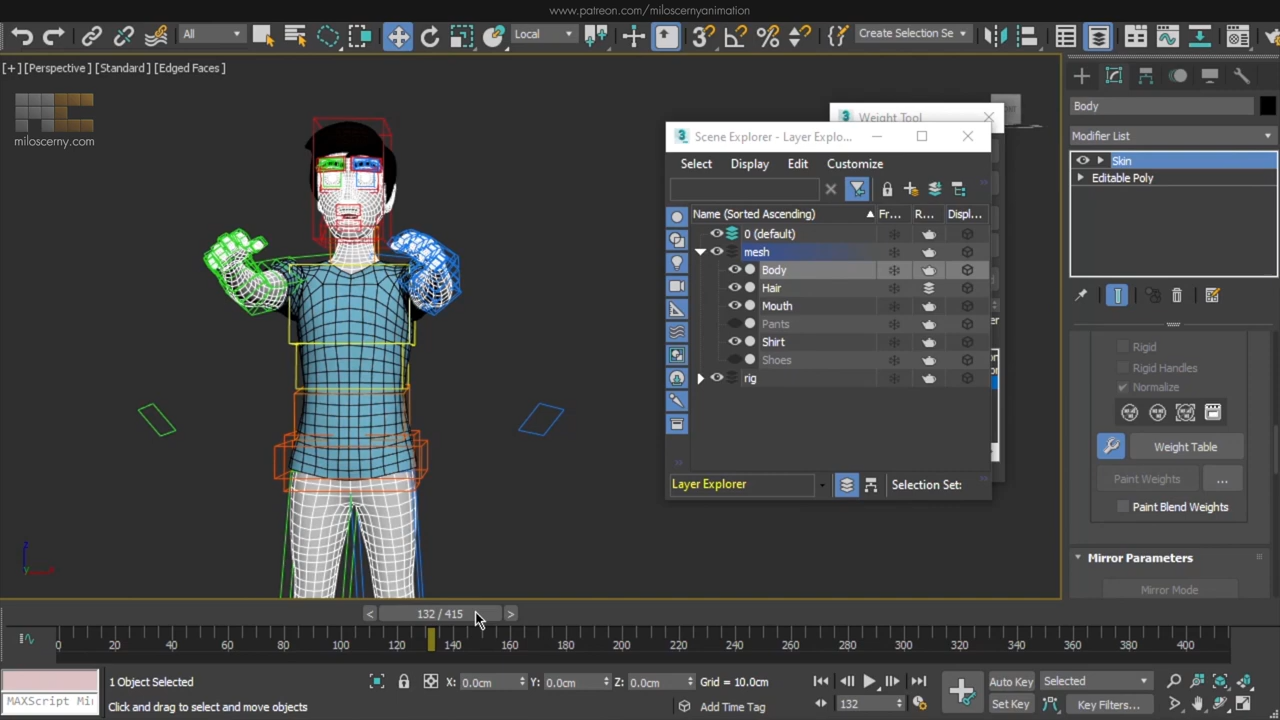 www.patreon.com/miloscernyanimation
All
Local
Create Selection Se
[+] [Perspective] [Standard] [Edged Faces]
miloscerny.com
Weight Tool
Scene Explorer - Layer Explo...
Select Display Edit Customize
Name (Sorted Ascending) Fr... R... Displ...
0 (default)
mesh
Body
Hair
Mouth
Pants
Shirt
Shoes
rig
Layer Explorer
Selection Set:
Body
Modifier List
Skin
Editable Poly
Rigid
Rigid Handles
Normalize
Weight Table
Paint Weights ...
Paint Blend Weights
Mirror Parameters
Mirror Mode
< 132 / 415 >
0 20 40 60 80 100 120 140 160 180 200 220 240 260 280 300 320 340 360 380 400
1 Object Selected
X: 0.0cm Y: 0.0cm Z: 0.0cm Grid = 10.0cm
Auto Key Selected
MAXScript Mi
Click and drag to select and move objects
Add Time Tag
132
Set Key Key Filters...